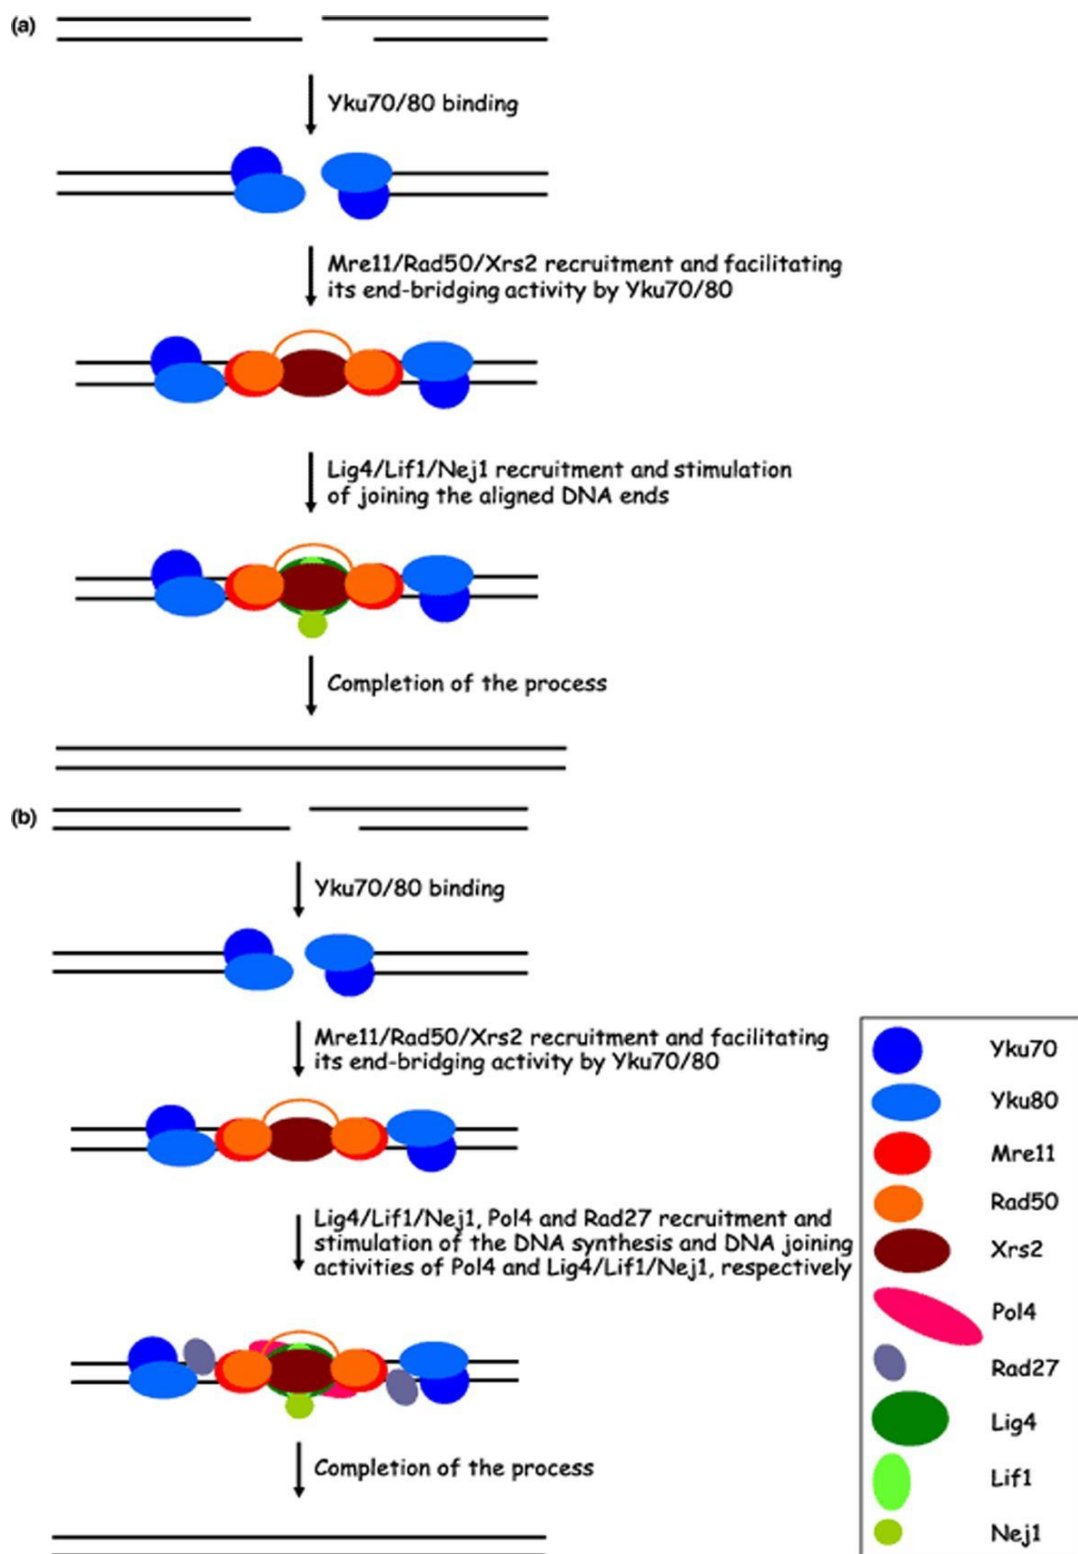 (a)
Yku70/80 binding
Mre11/Rad50/Xrs2 recruitment and facilitating
its end-bridging activity by Yku70/80
Lig4/Lif1/Nej1 recruitment and stimulation
of joining the aligned DNA ends
Completion of the process
(b)
Yku70/80 binding
Mre11/Rad50/Xrs2 recruitment and facilitating
its end-bridging activity by Yku70/80
Lig4/Lif1/Nej1, Pol4 and Rad27 recruitment and
stimulation of the DNA synthesis and DNA joining
activities of Pol4 and Lig4/Lif1/Nej1, respectively
Completion of the process
Yku70
Yku80
Mre11
Rad50
Xrs2
Pol4
Rad27
Lig4
Lif1
Nej1